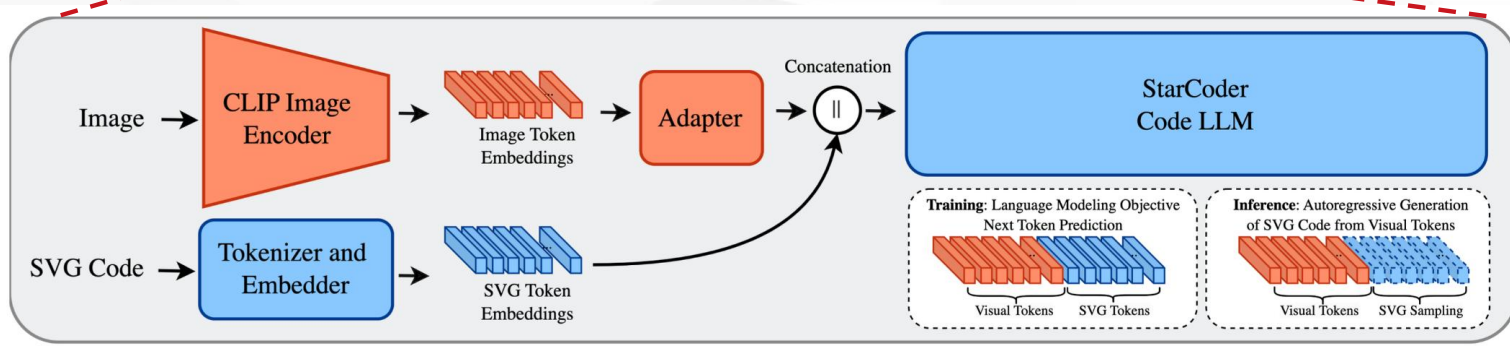 Image
CLIP Image
Encoder
Image Token
Embeddings
Adapter
Concatenation
||
StarCoder
Code LLM
SVG Code
Tokenizer and
Embedder
...
SVG Token
Embeddings
Training: Language Modeling Objective
Next Token Prediction
Visual Tokens
SVG Tokens
Inference: Autoregressive Generation
of SVG Code from Visual Tokens
Visual Tokens
SVG Sampling